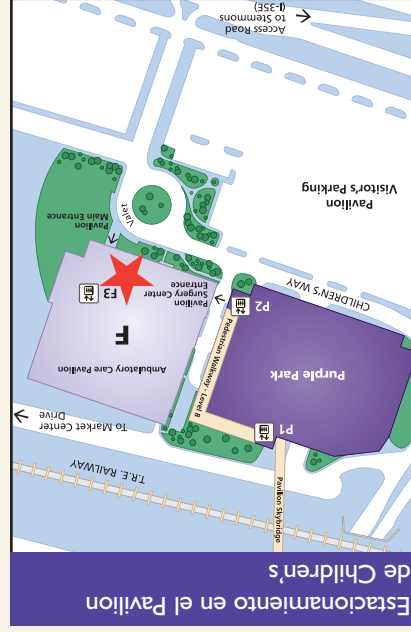 Estacionamiento en el Pavilion
de Children's
Pavilion Skybridge
T.R.E. RAILWAY
To Market Center
Drive
P1
Pedestrian Walkway - Level 8
Purple Park
Ambulatory Care Pavilion
F
F3
P2
Pavilion
Surgery Center
Entrance
CHILDREN'S WAY
Pavilion
Main Entrance
Valet
Pavilion
Visitor's Parking
Access Road
to Stemmons
(I-35E)